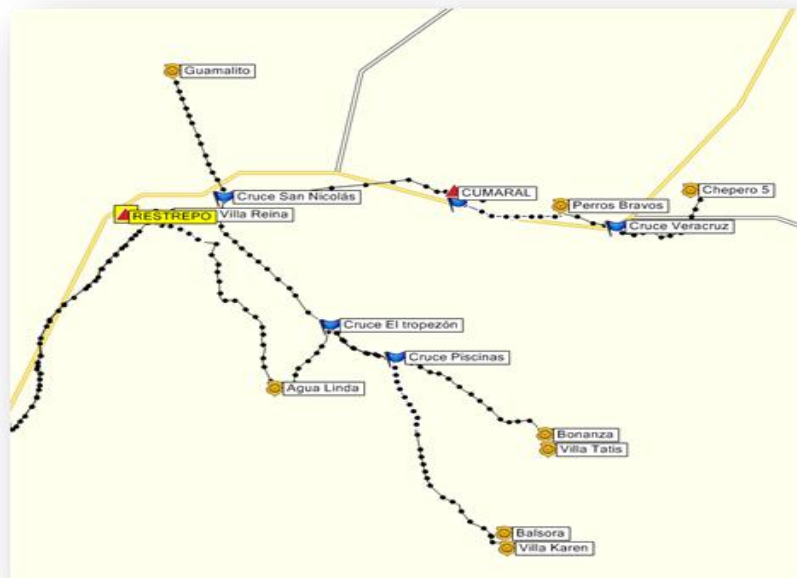 Guamalito
Cruce San Nicolás
CUMARAL
Chepero 5
Perros Bravos
RESTREPO
Villa Reina
Cruce Veracruz
Cruce El tropezón
Cruce Piscinas
Agua Linda
Bonanza
Villa Tatis
Balsora
Villa Karen